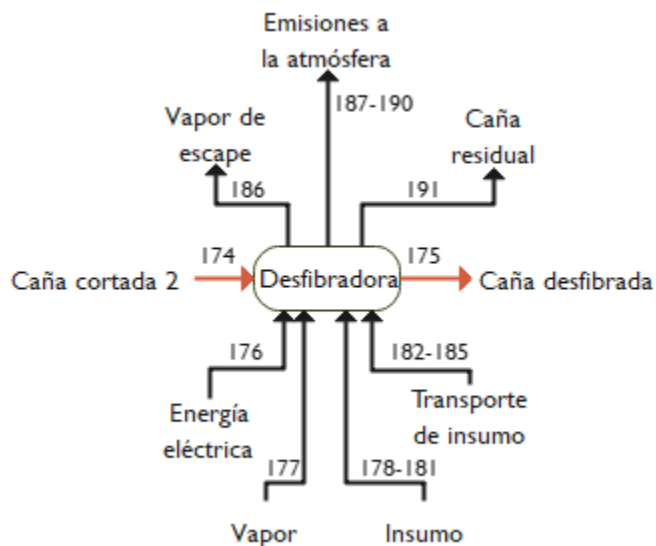 Emisiones a
la atmósfera
187-190
Vapor de
escape
Caña
residual
186
191
174
175
Caña cortada 2
Desfibradora
Caña desfibrada
176
182-185
Energía
eléctrica
Transporte
de insumo
177
178-181
Vapor
Insumo